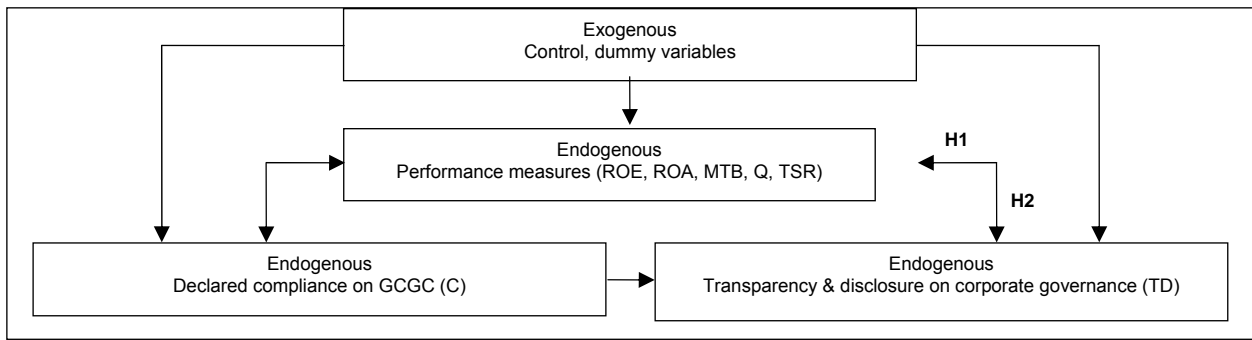 Exogenous
Control, dummy variables
Endogenous
Performance measures (ROE, ROA, MTB, Q, TSR)
H1
H2
Endogenous
Declared compliance on GCGC (C)
Endogenous
Transparency & disclosure on corporate governance (TD)